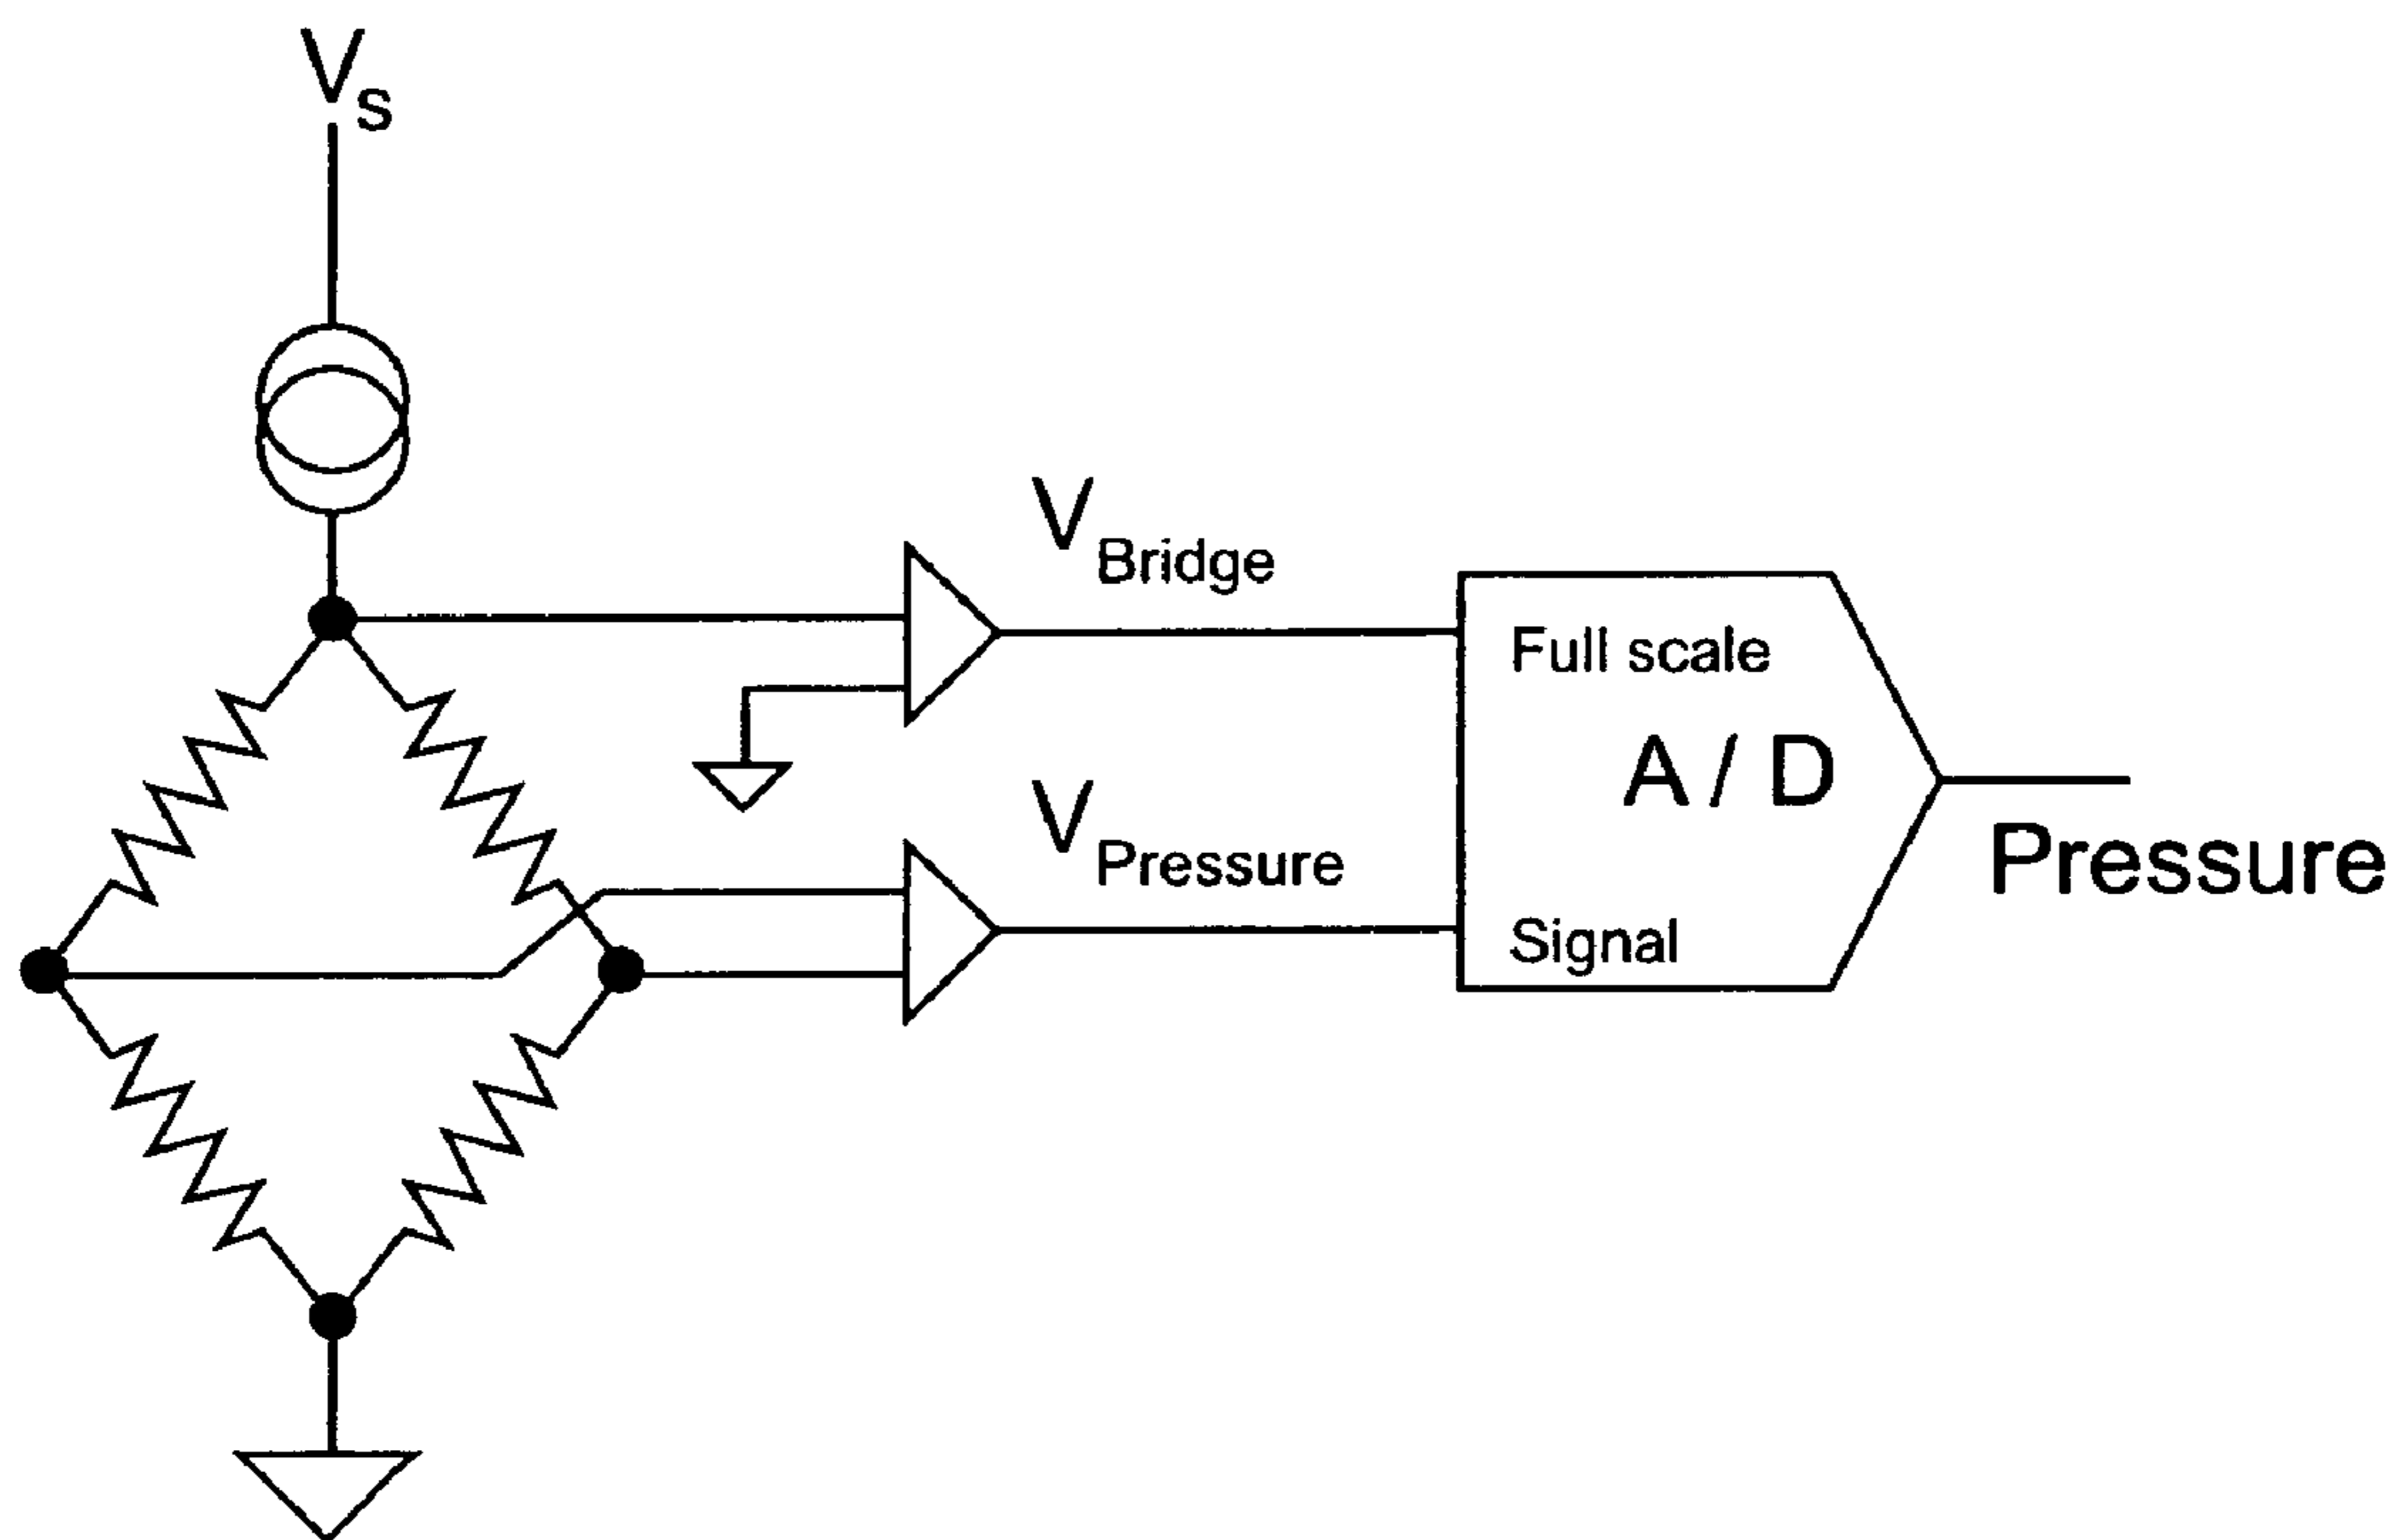 VS
VBridge
Full scale
A / D
VPressure
Pressure
Signal